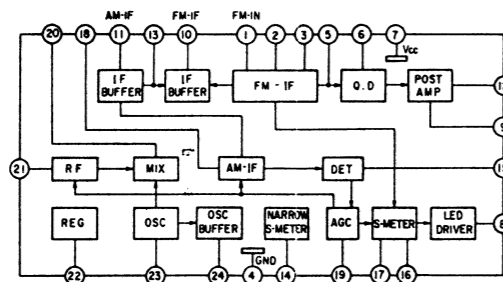 AM-IF FM-IF FM-IN
20 18 11 13 10 1 2 3 5 6 7
Vcc
IF BUFFER IF BUFFER FM-IF Q.D POST AMP
9
21 RF MIX AM-IF DET
REG OSC OSC BUFFER NARROW S-METER AGC S-METER LED DRIVER 8
GND
22 23 24 4 14 19 17 16